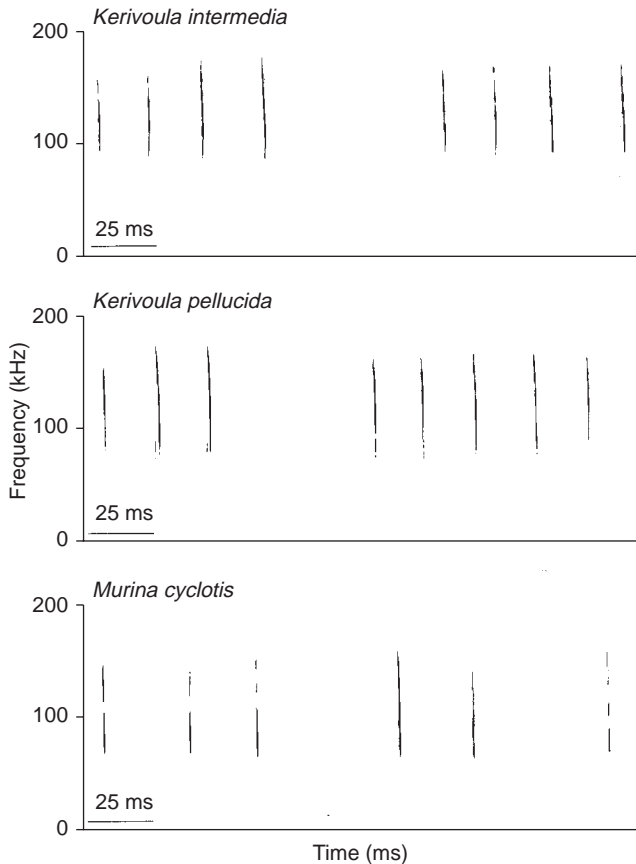 Kerivoula intermedia
200
100
25 ms
0
Kerivoula pellucida
200
100
25 ms
0
Frequency (kHz)
Murina cyclotis
200
100
25 ms
0
Time (ms)